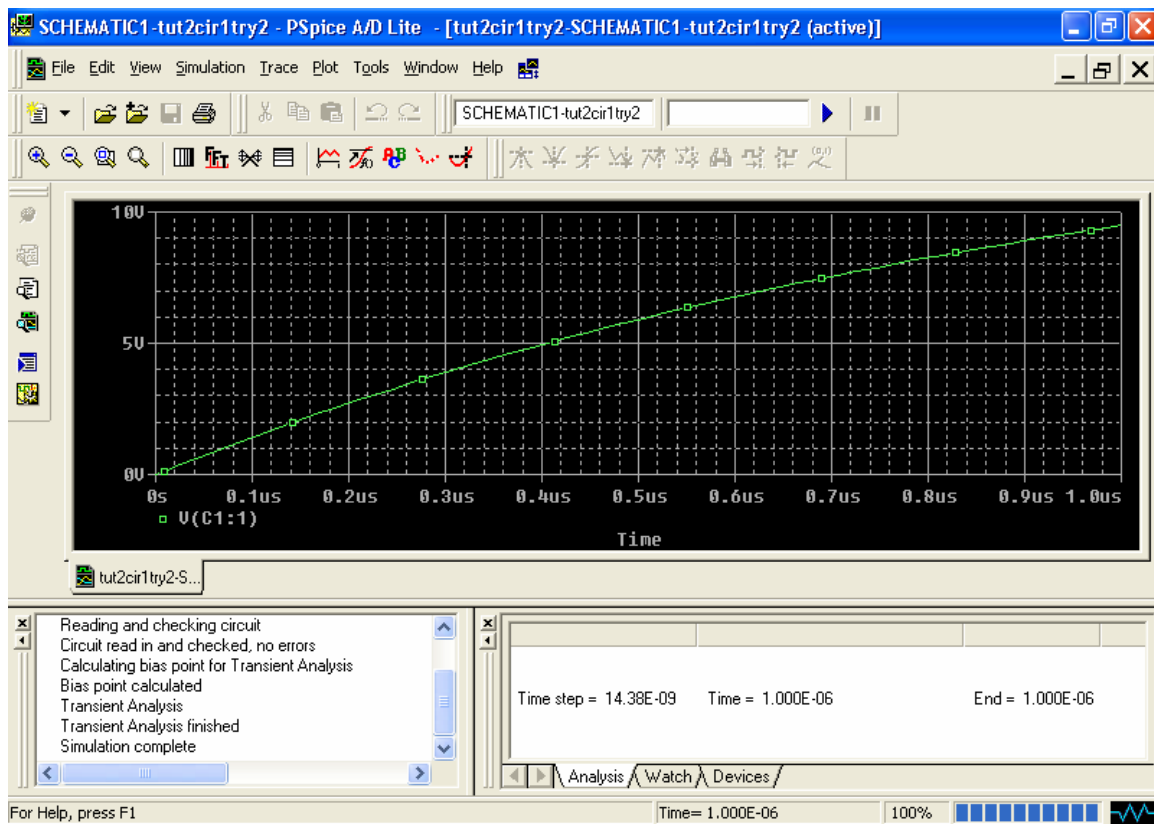 SCHEMATIC1-tut2cir1try2 - PSpice A/D Lite - [tut2cir1try2-SCHEMATIC1-tut2cir1try2 (active)]
File Edit View Simulation Trace Plot Tools Window Help
SCHEMATIC1-tut2cir1try2
FFT
ABC
(0,1)
10V
5V
0V
0s 0.1us 0.2us 0.3us 0.4us 0.5us 0.6us 0.7us 0.8us 0.9us 1.0us
V(C1:1)
Time
tut2cir1try2-S...
Reading and checking circuit
Circuit read in and checked, no errors
Calculating bias point for Transient Analysis
Bias point calculated
Transient Analysis
Transient Analysis finished
Simulation complete
Time step = 14.38E-09 Time = 1.000E-06 End = 1.000E-06
Analysis Watch Devices
For Help, press F1 Time= 1.000E-06 100%